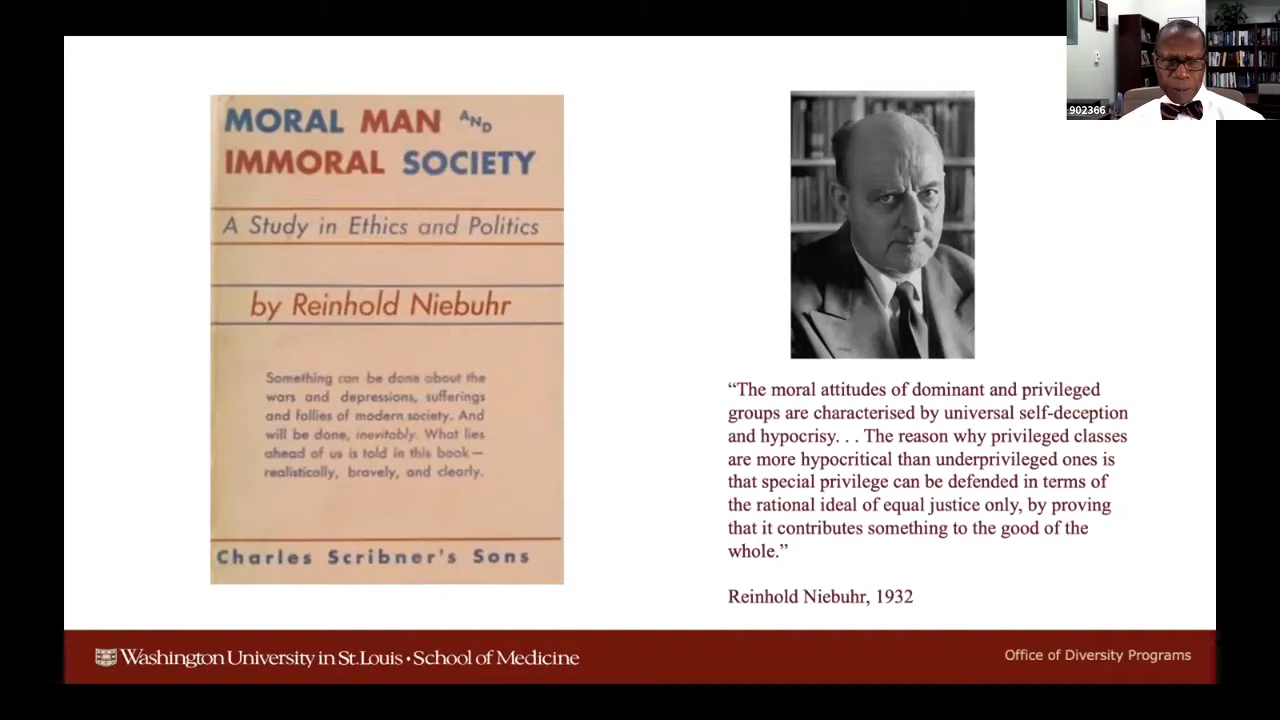 MORAL MAN AND
IMMORAL SOCIETY
A Study in Ethics and Politics
by Reinhold Niebuhr
Something can be done about the
wars and depressions, sufferings
and follies of modern society. And
will be done, inevitably. What lies
ahead of us is told in this book—
realistically, bravely, and clearly.
Charles Scribner's Sons
“The moral attitudes of dominant and privileged
groups are characterised by universal self-deception
and hypocrisy. . . The reason why privileged classes
are more hypocritical than underprivileged ones is
that special privilege can be defended in terms of
the rational ideal of equal justice only, by proving
that it contributes something to the good of the
whole.”
Reinhold Niebuhr, 1932
902366
Washington University in St. Louis • School of Medicine
Office of Diversity Programs